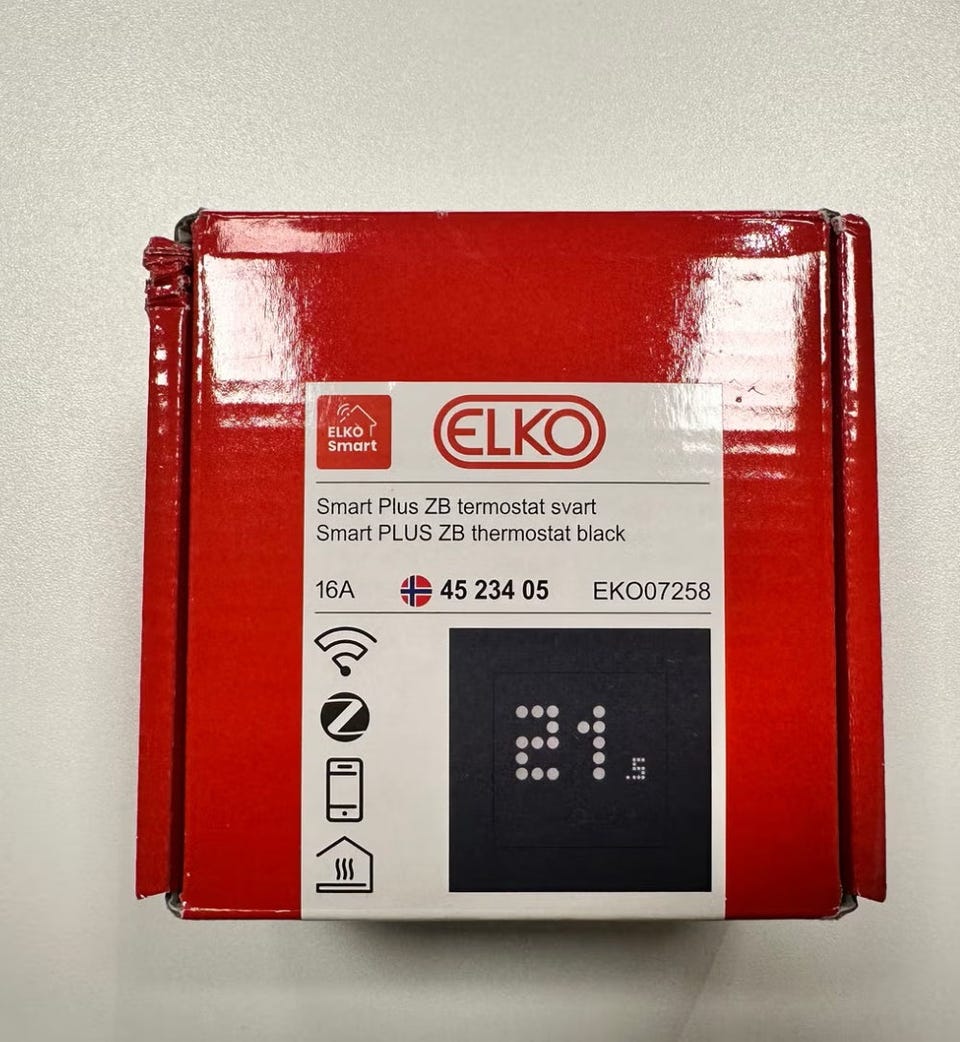 ELKO
smart
ELKO
Smart Plus ZB termostat svart
Smart PLUS ZB thermostat black
16A 45 234 05 EKO07258
21.5